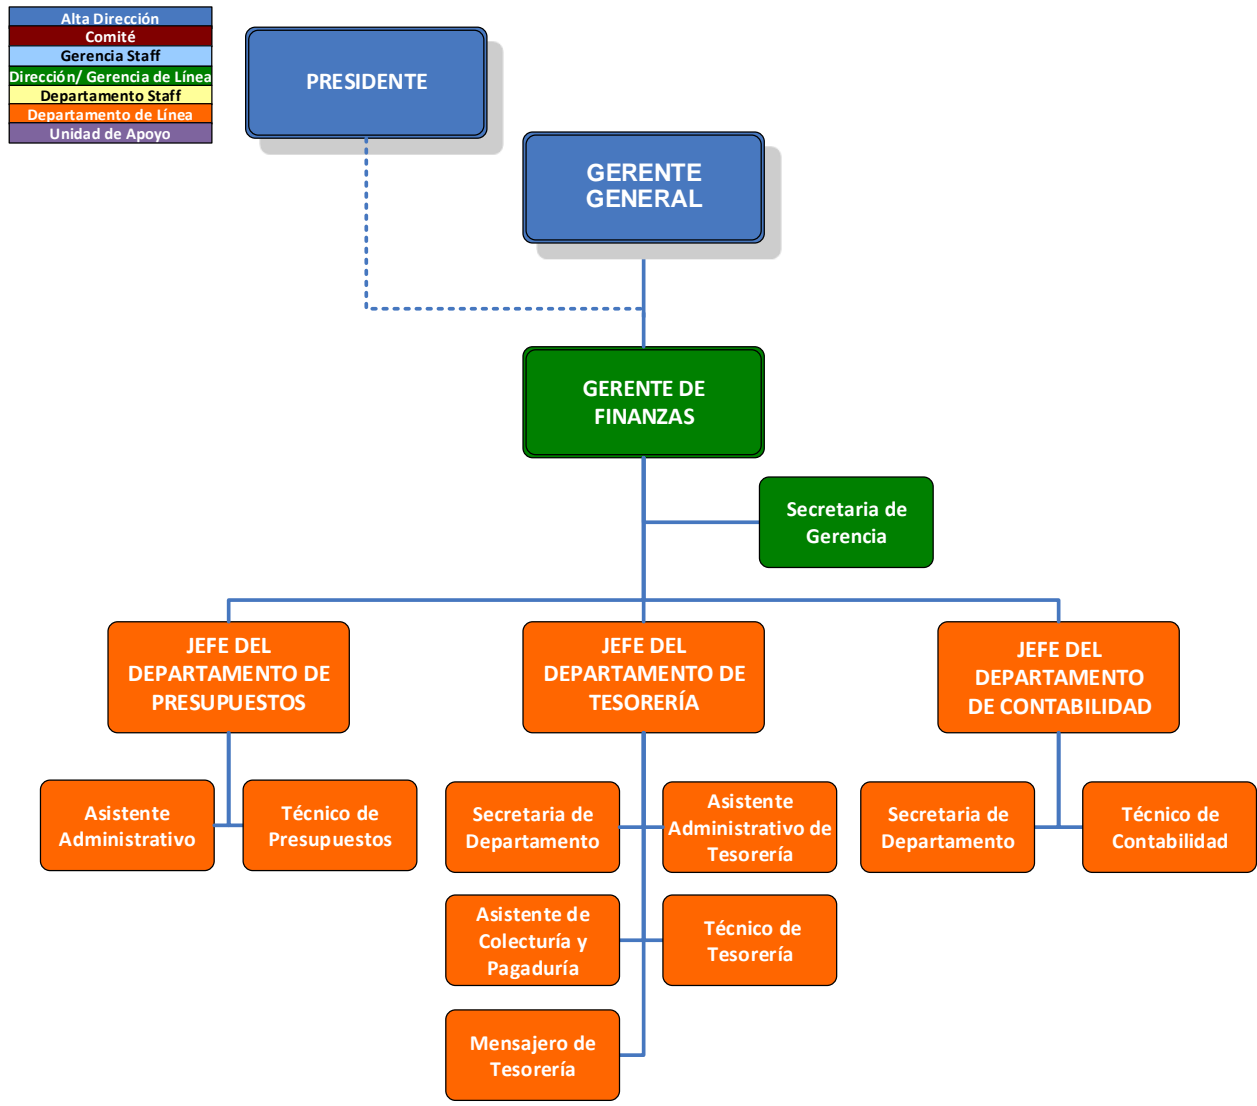 Alta Dirección
Comité
Gerencia Staff
Dirección/ Gerencia de Línea
Departamento Staff
Departamento de Línea
Unidad de Apoyo
PRESIDENTE
GERENTE
GENERAL
GERENTE DE
FINANZAS
Secretaria de
Gerencia
JEFE DEL
DEPARTAMENTO DE
PRESUPUESTOS
JEFE DEL
DEPARTAMENTO DE
TESORERÍA
JEFE DEL
DEPARTAMENTO
DE CONTABILIDAD
Asistente
Administrativo
Técnico de
Presupuestos
Secretaria de
Departamento
Asistente
Administrativo de
Tesorería
Secretaria de
Departamento
Técnico de
Contabilidad
Asistente de
Colecturía y
Pagaduría
Técnico de
Tesorería
Mensajero de
Tesorería